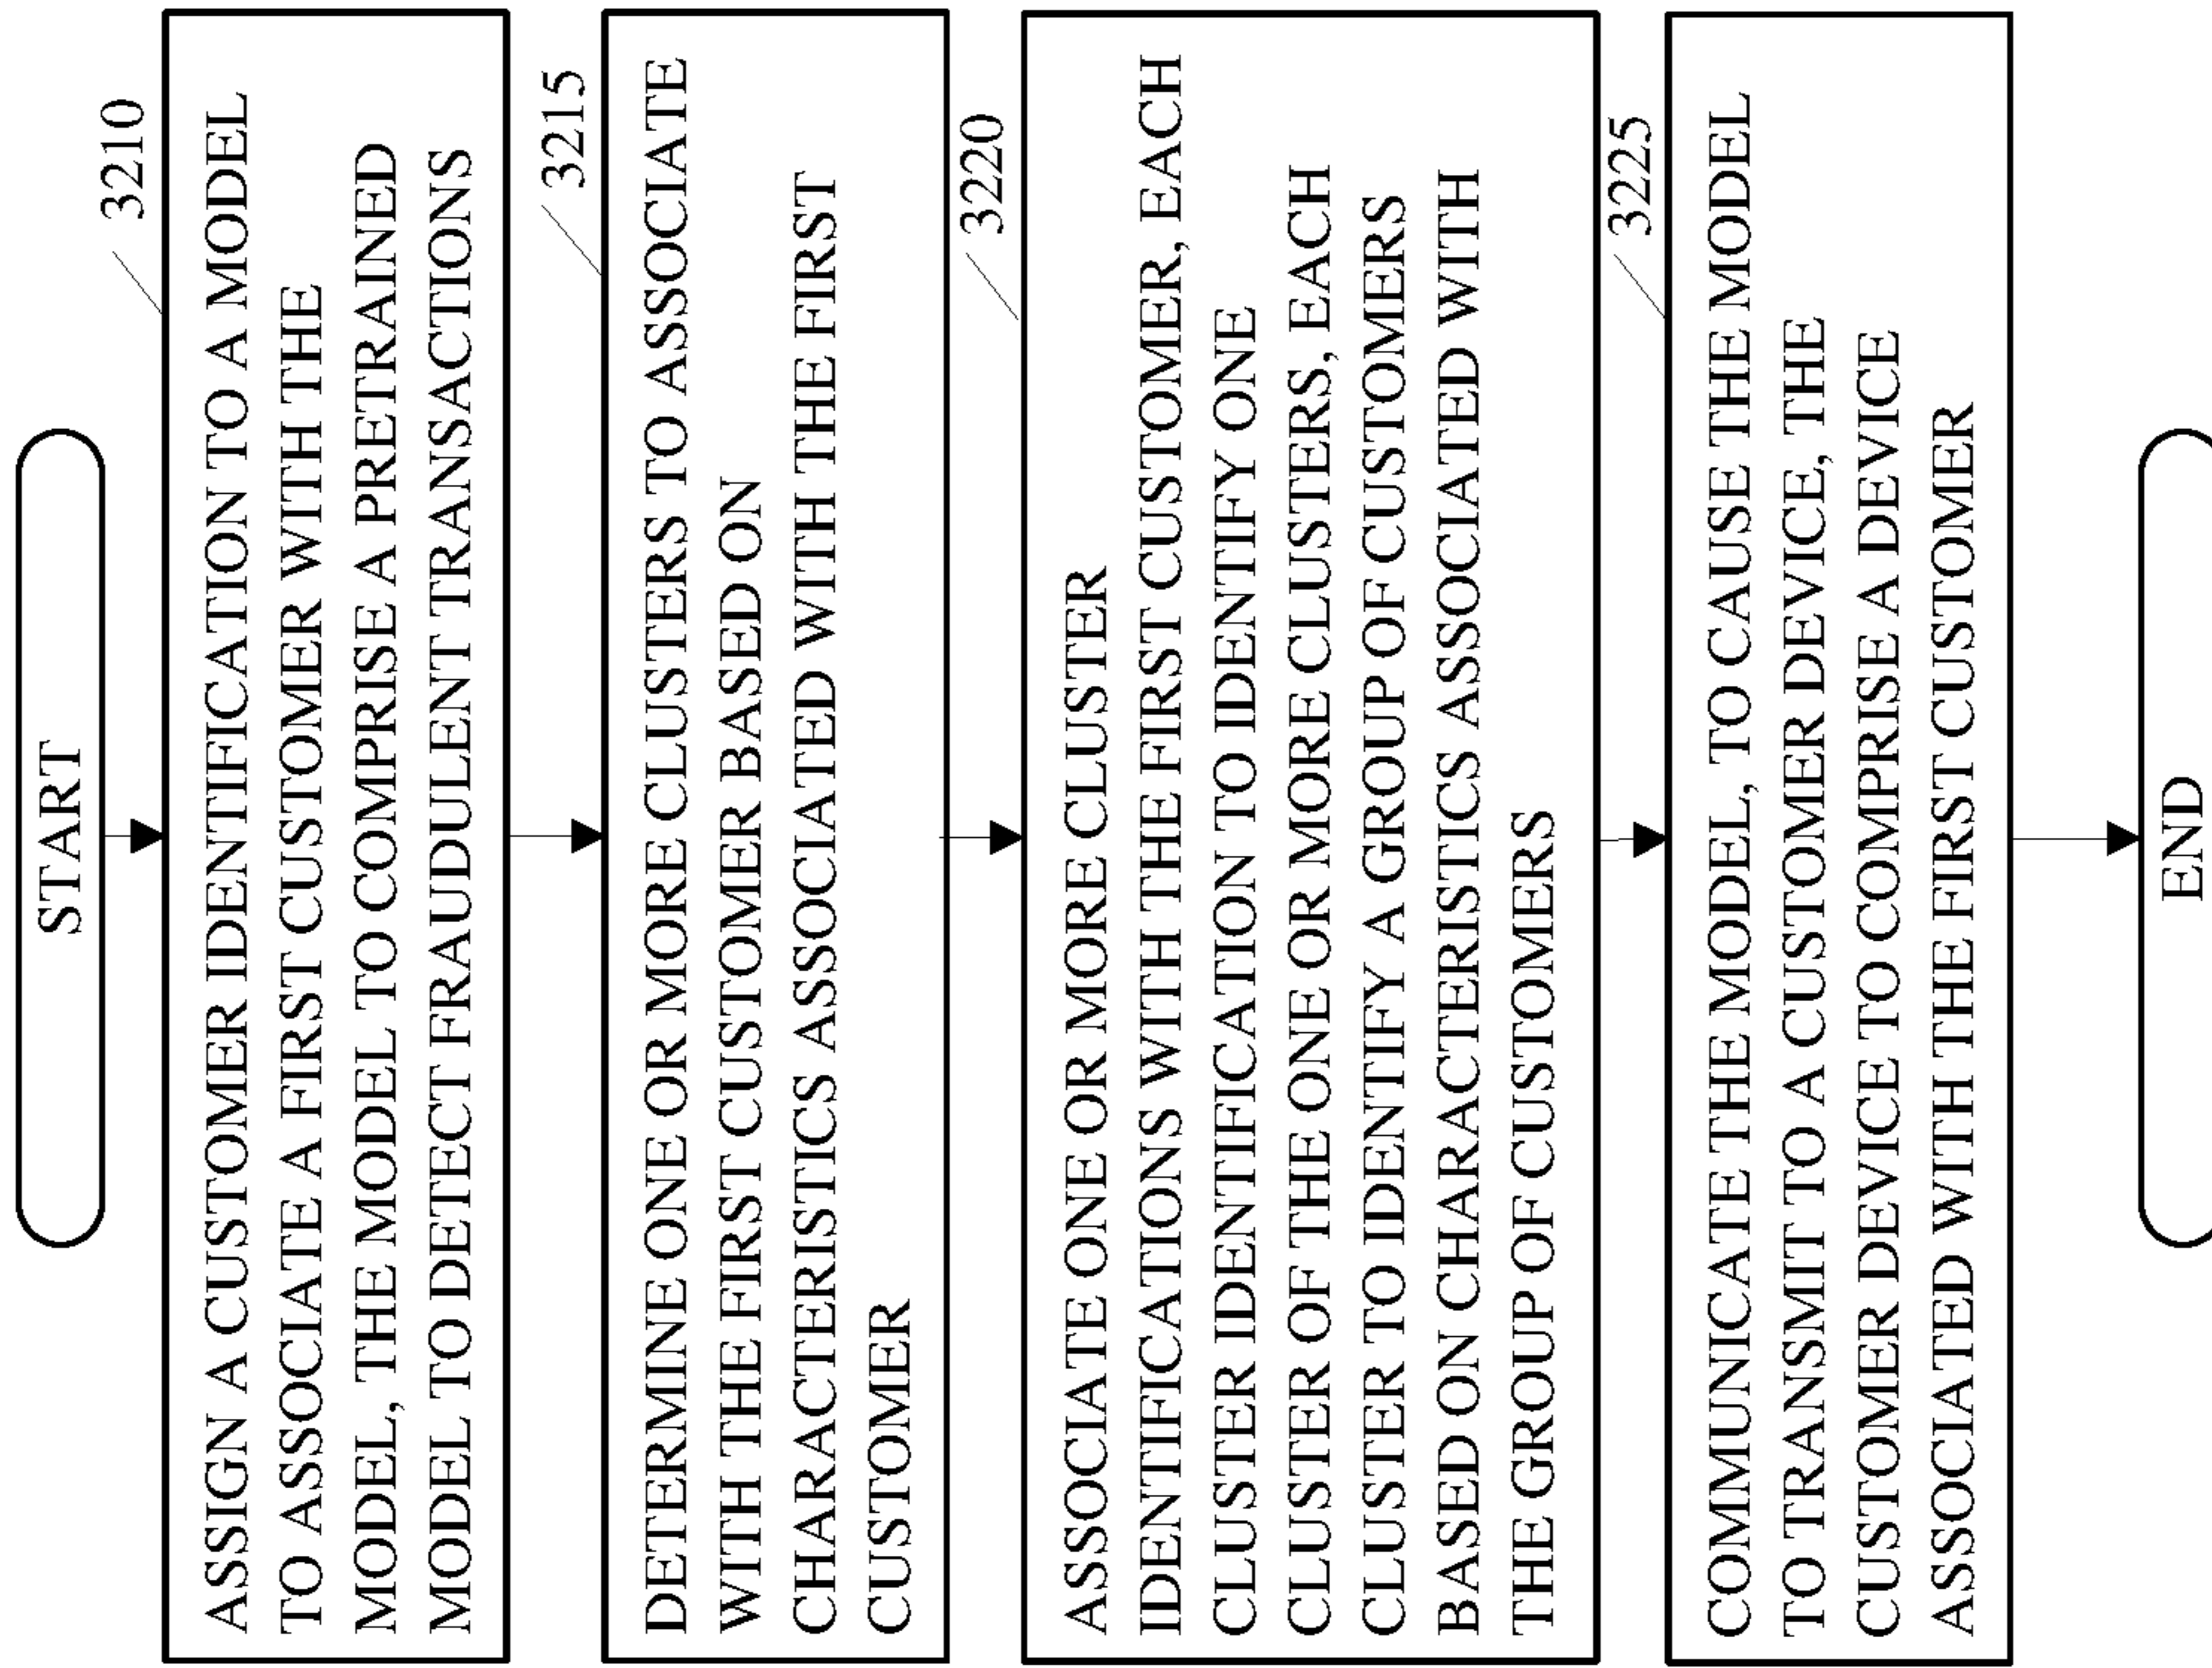 START
3210
ASSIGN A CUSTOMER IDENTIFICATION TO A MODEL
TO ASSOCIATE A FIRST CUSTOMER WITH THE
MODEL, THE MODEL TO COMPRISE A PRETRAINED
MODEL TO DETECT FRAUDULENT TRANSACTIONS
3215
DETERMINE ONE OR MORE CLUSTERS TO ASSOCIATE
WITH THE FIRST CUSTOMER BASED ON
CHARACTERISTICS ASSOCIATED WITH THE FIRST
CUSTOMER
3220
ASSOCIATE ONE OR MORE CLUSTER
IDENTIFICATIONS WITH THE FIRST CUSTOMER, EACH
CLUSTER IDENTIFICATION TO IDENTIFY ONE
CLUSTER OF THE ONE OR MORE CLUSTERS, EACH
CLUSTER TO IDENTIFY A GROUP OF CUSTOMERS
BASED ON CHARACTERISTICS ASSOCIATED WITH
THE GROUP OF CUSTOMERS
3225
COMMUNICATE THE MODEL, TO CAUSE THE MODEL
TO TRANSMIT TO A CUSTOMER DEVICE, THE
CUSTOMER DEVICE TO COMPRISE A DEVICE
ASSOCIATED WITH THE FIRST CUSTOMER
END